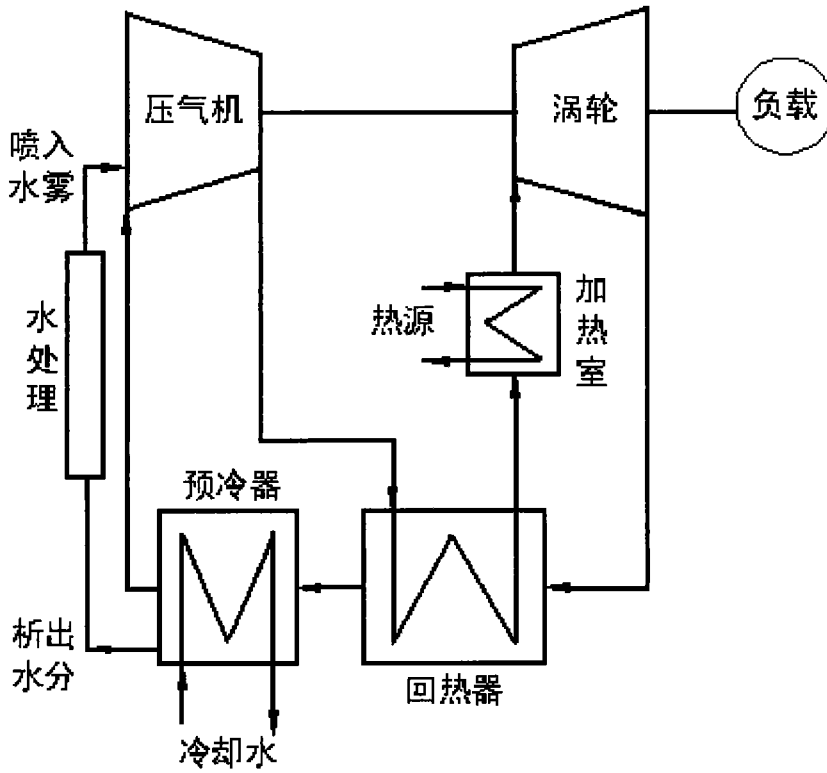 压气机
涡轮
负载
喷入
水雾
热源
加
热
室
水
处
理
预冷器
析出
水分
回热器
冷却水